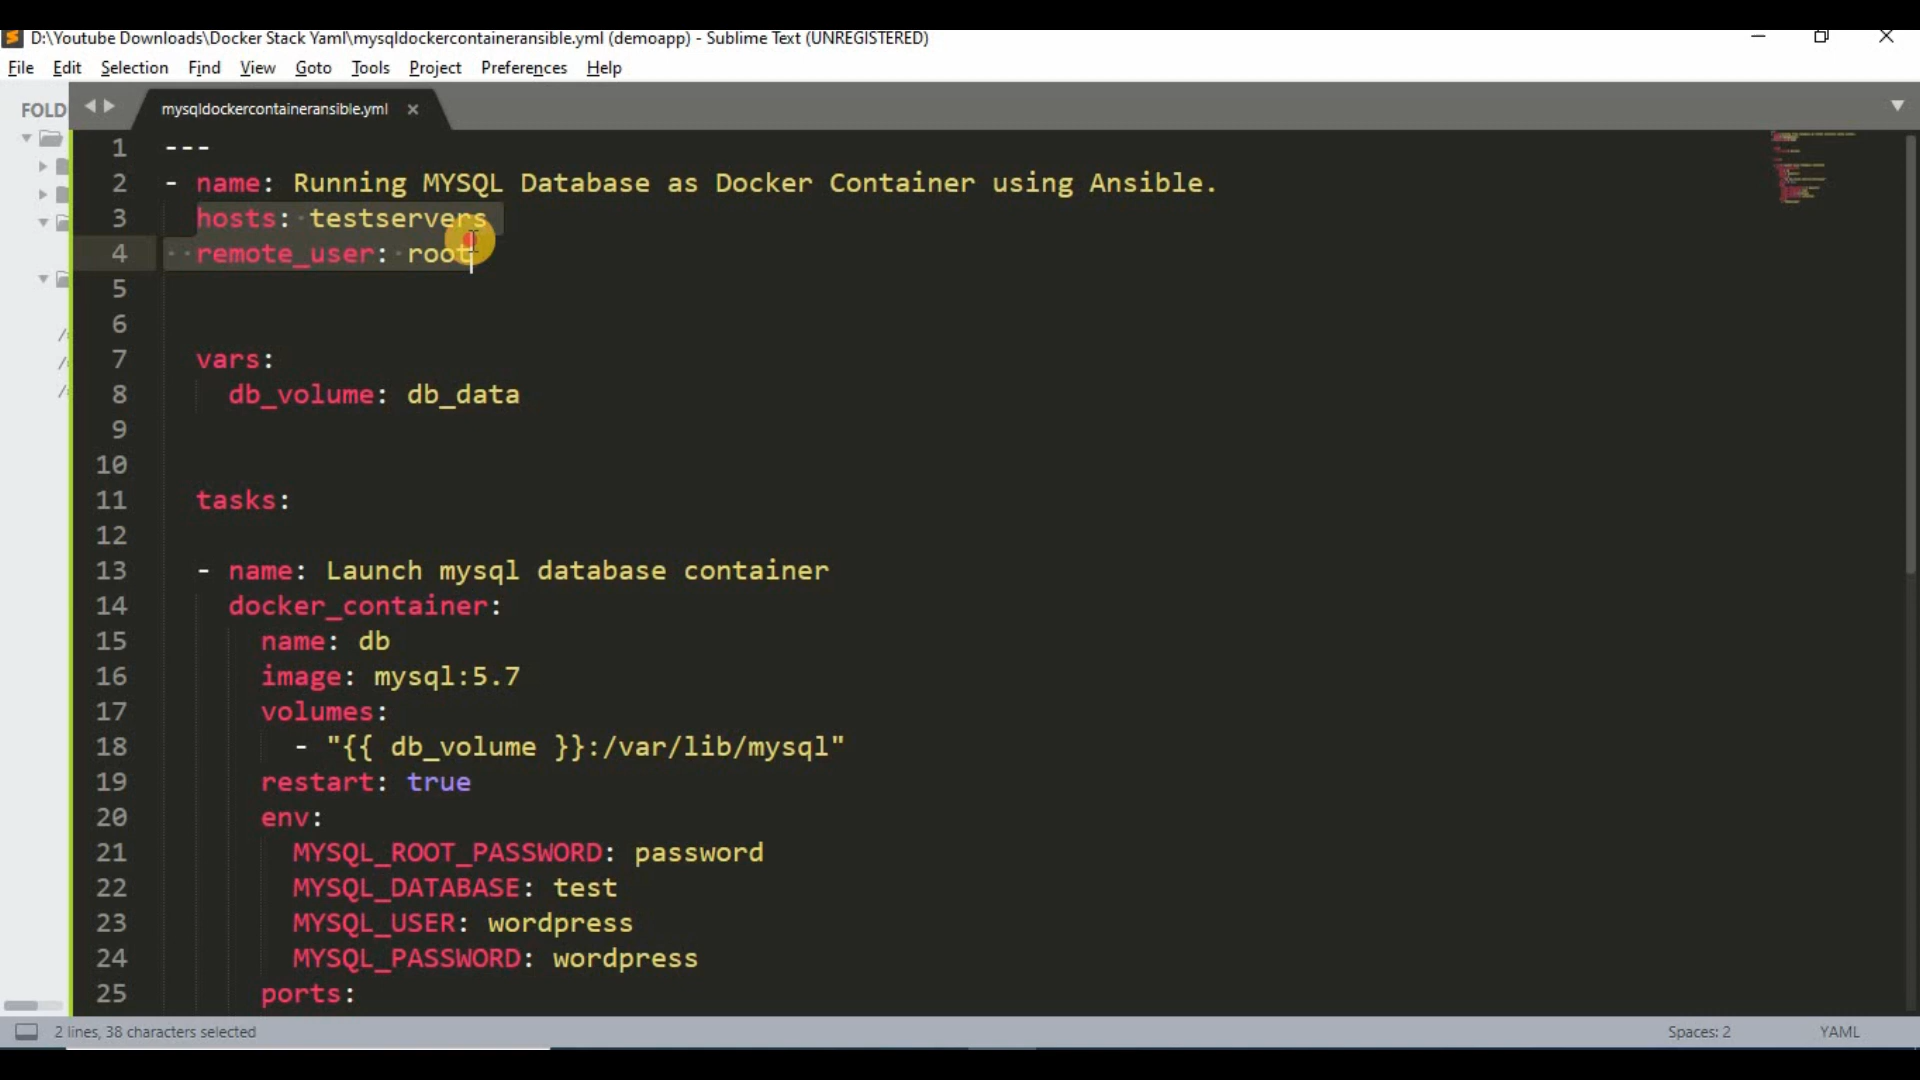 D:\Youtube Downloads\Docker Stack Yaml\mysqldockercontaineransible.yml (demoapp) - Sublime Text (UNREGISTERED)
File Edit Selection Find View Goto Tools Project Preferences Help
FOLD
mysqldockercontaineransible.yml ×
1 ---
2 - name: Running MYSQL Database as Docker Container using Ansible.
3 hosts: testservers
4 remote_user: root
5
6
7 vars:
8 db_volume: db_data
9
10
11 tasks:
12
13 - name: Launch mysql database container
14 docker_container:
15 name: db
16 image: mysql:5.7
17 volumes:
18 - "{{ db_volume }}:/var/lib/mysql"
19 restart: true
20 env:
21 MYSQL_ROOT_PASSWORD: password
22 MYSQL_DATABASE: test
23 MYSQL_USER: wordpress
24 MYSQL_PASSWORD: wordpress
25 ports:
2 lines, 38 characters selected
Spaces: 2
YAML